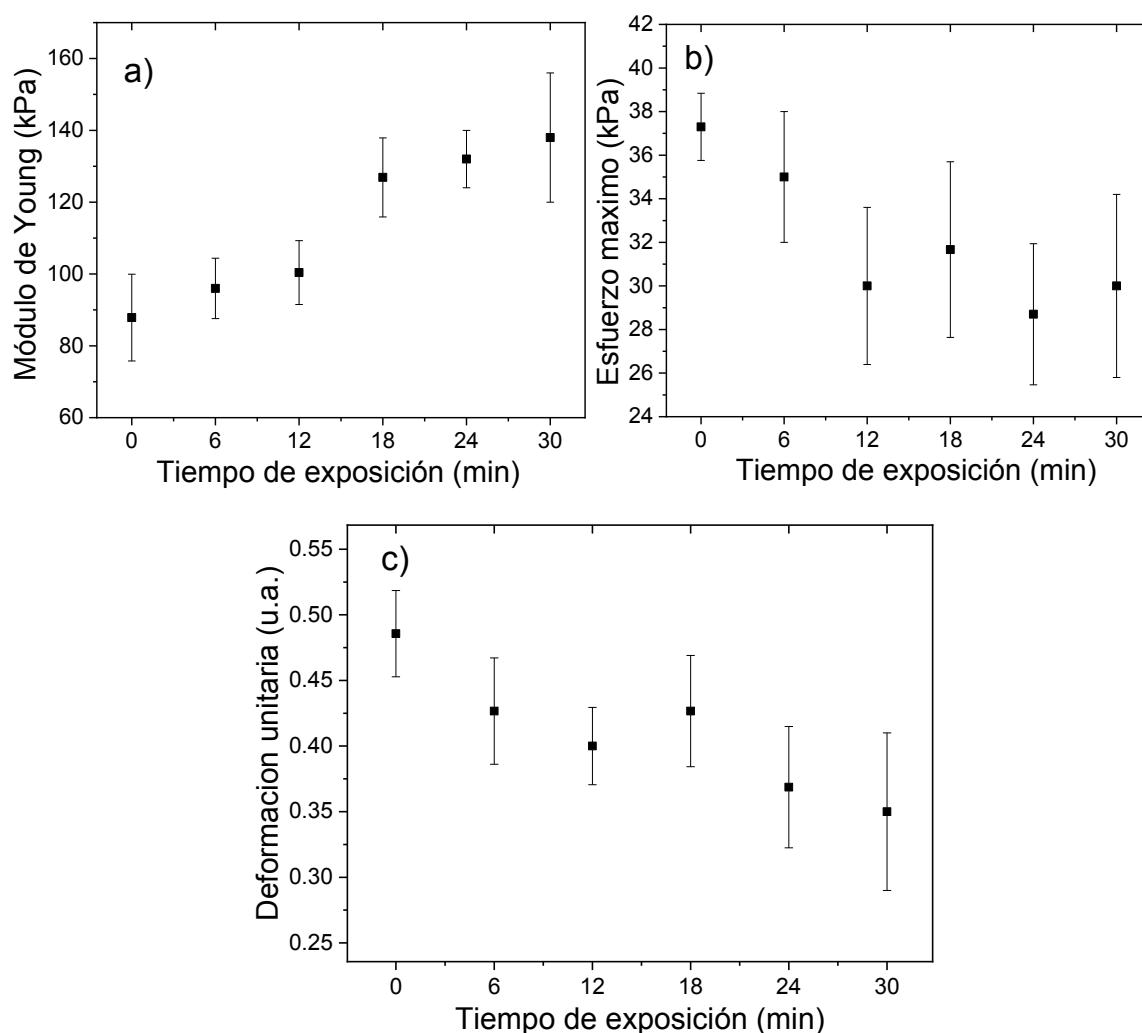 a)
Módulo de Young (kPa)
160
140
120
100
80
60
0 6 12 18 24 30
Tiempo de exposición (min)
b)
Esfuerzo maximo (kPa)
42
40
38
36
34
32
30
28
26
24
0 6 12 18 24 30
Tiempo de exposición (min)
c)
Deformacion unitaria (u.a.)
0.55
0.50
0.45
0.40
0.35
0.30
0.25
0 6 12 18 24 30
Tiempo de exposición (min)